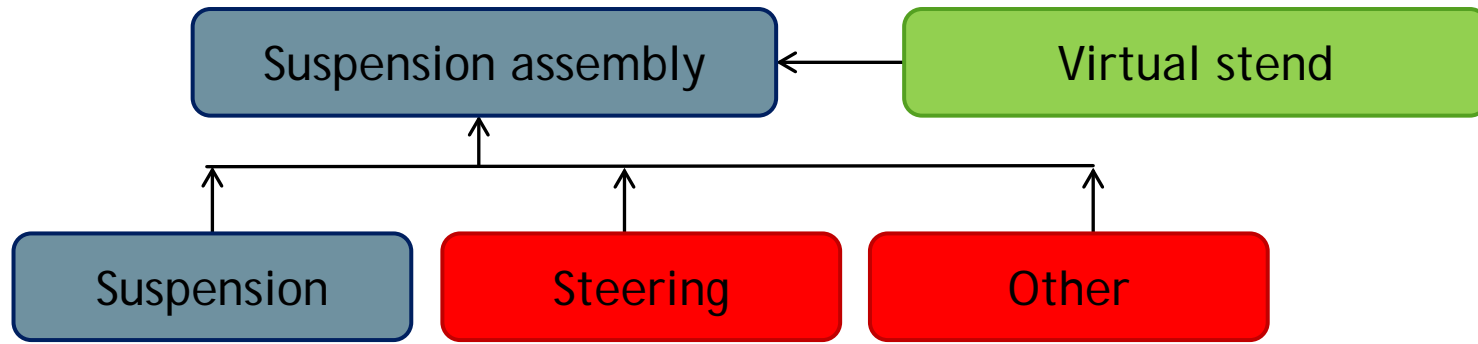 Suspension assembly
Virtual stend
Suspension
Steering
Other